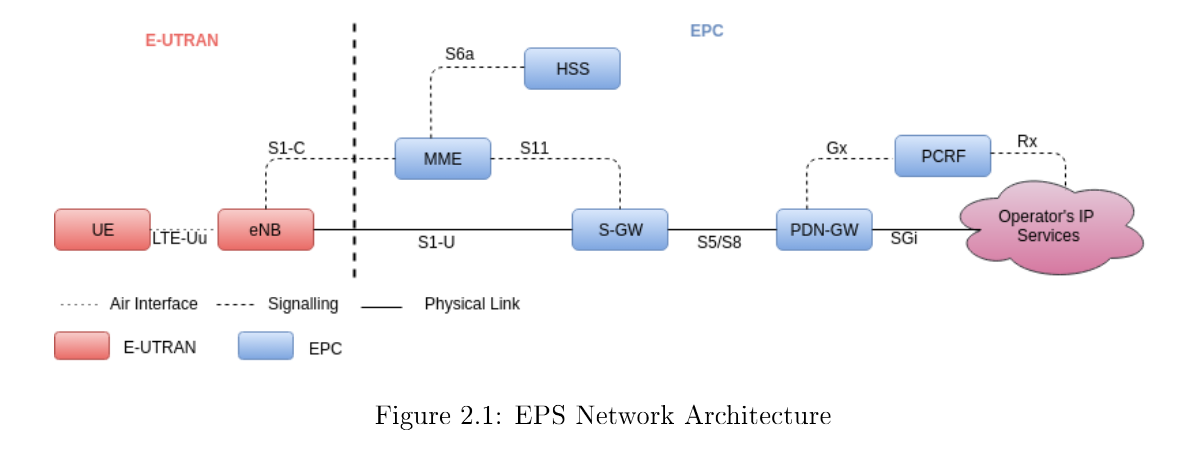 E-UTRAN
EPC
S6a
HSS
S1-C
MME
S11
Gx
PCRF
Rx
UE
LTE-Uu
eNB
S1-U
S-GW
S5/S8
PDN-GW
SGi
Operator's IP
Services
Air Interface
Signalling
Physical Link
E-UTRAN
EPC
Figure 2.1: EPS Network Architecture